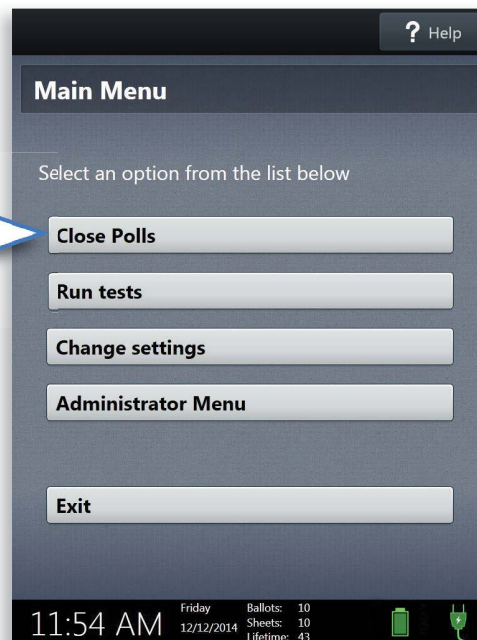 ? Help
Main Menu
Select an option from the list below
Close Polls
Run tests
Change settings
Administrator Menu
Exit
11:54 AM
Friday
12/12/2014
Ballots: 10
Sheets: 10
Lifetime: 43